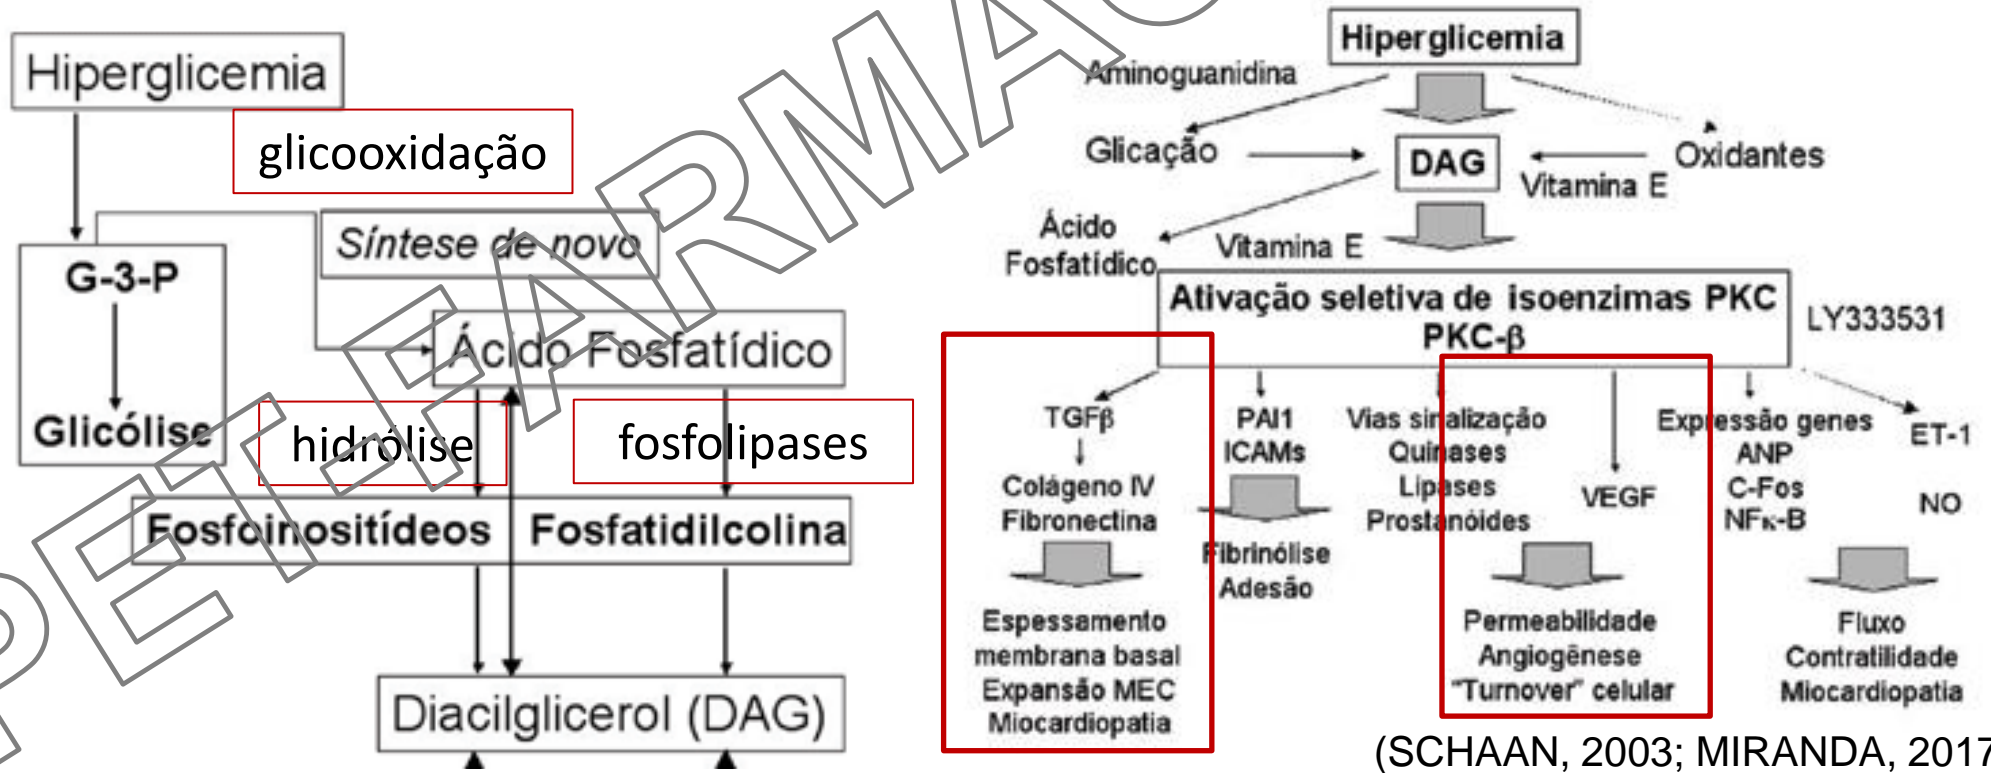 Hiperglicemia
glicooxidação
G-3-P
Síntese de novo
Ácido Fosfatídico
Glicólise
hidrólise
fosfolipases
Fosfoinositídeos Fosfatidilcolina
Diacilglicerol (DAG)
Hiperglicemia
Aminoguanidina
Glicação
DAG
Oxidantes
Vitamina E
Ácido
Fosfatídico
Vitamina E
Ativação seletiva de isoenzimas PKC
PKC-β
LY333531
TGFβ
Colágeno IV
Fibronectina
Espessamento
membrana basal
Expansão MEC
Miocardiopatia
PAI1
ICAMs
Fibrinólise
Adesão
Vias sinalização
Quinases
Lipases
Prostanóides
VEGF
Permeabilidade
Angiogênese
"Turnover" celular
Expressão genes
ANP
C-Fos
NFκ-B
ET-1
NO
Fluxo
Contratilidade
Miocardiopatia
(SCHAAN, 2003; MIRANDA, 2017
PET-FARMAC